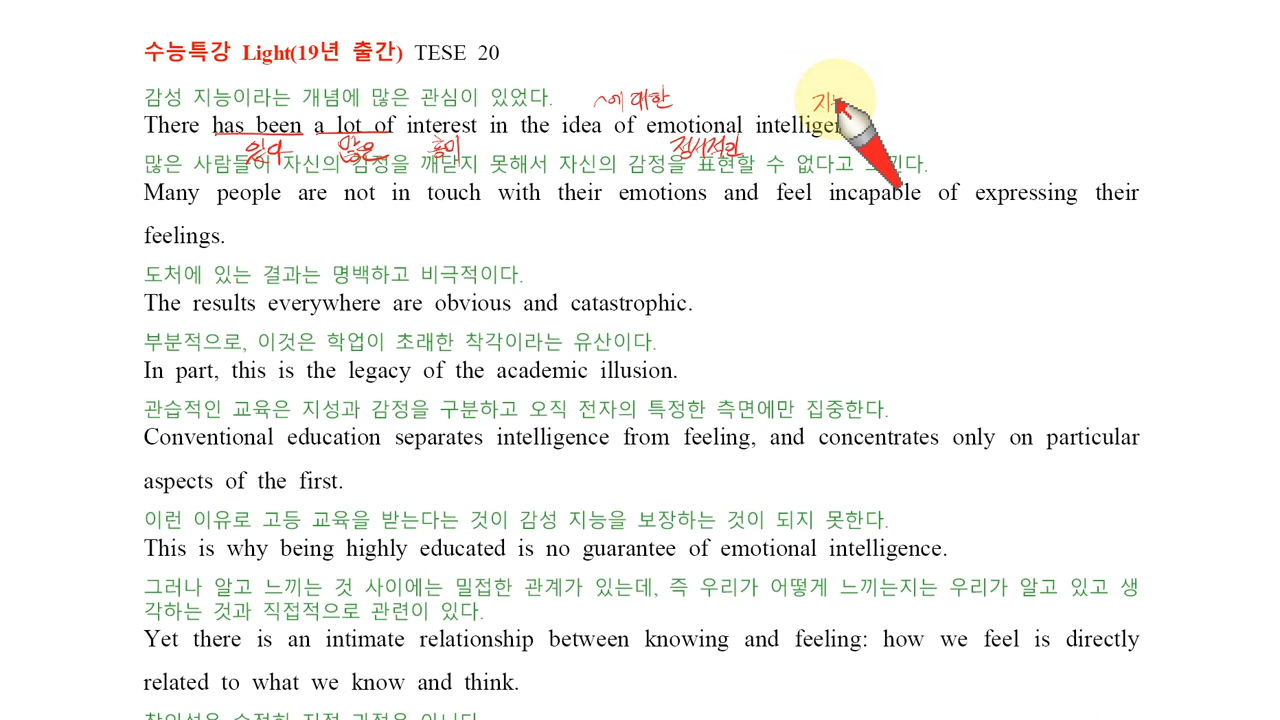 수능특강 Light(19년 출간) TESE 20
감성 지능이라는 개념에 많은 관심이 있었다. ~에 대한
There has been a lot of interest in the idea of emotional
있다 많은 흥미 정서적인
많은 사람들이 자신의 감정을 깨닫지 못해서 자신의 감정을 표현할 수 없다고
Many people are not in touch with their emotions and feel incapable of expressing their
feelings.
도처에 있는 결과는 명백하고 비극적이다.
The results everywhere are obvious and catastrophic.
부분적으로, 이것은 학업이 초래한 착각이라는 유산이다.
In part, this is the legacy of the academic illusion.
관습적인 교육은 지성과 감정을 구분하고 오직 전자의 특정한 측면에만 집중한다.
Conventional education separates intelligence from feeling, and concentrates only on particular
aspects of the first.
이런 이유로 고등 교육을 받는다는 것이 감성 지능을 보장하는 것이 되지 못한다.
This is why being highly educated is no guarantee of emotional intelligence.
그러나 알고 느끼는 것 사이에는 밀접한 관계가 있는데, 즉 우리가 어떻게 느끼는지는 우리가 알고 있고 생
각하는 것과 직접적으로 관련이 있다.
Yet there is an intimate relationship between knowing and feeling: how we feel is directly
related to what we know and think.